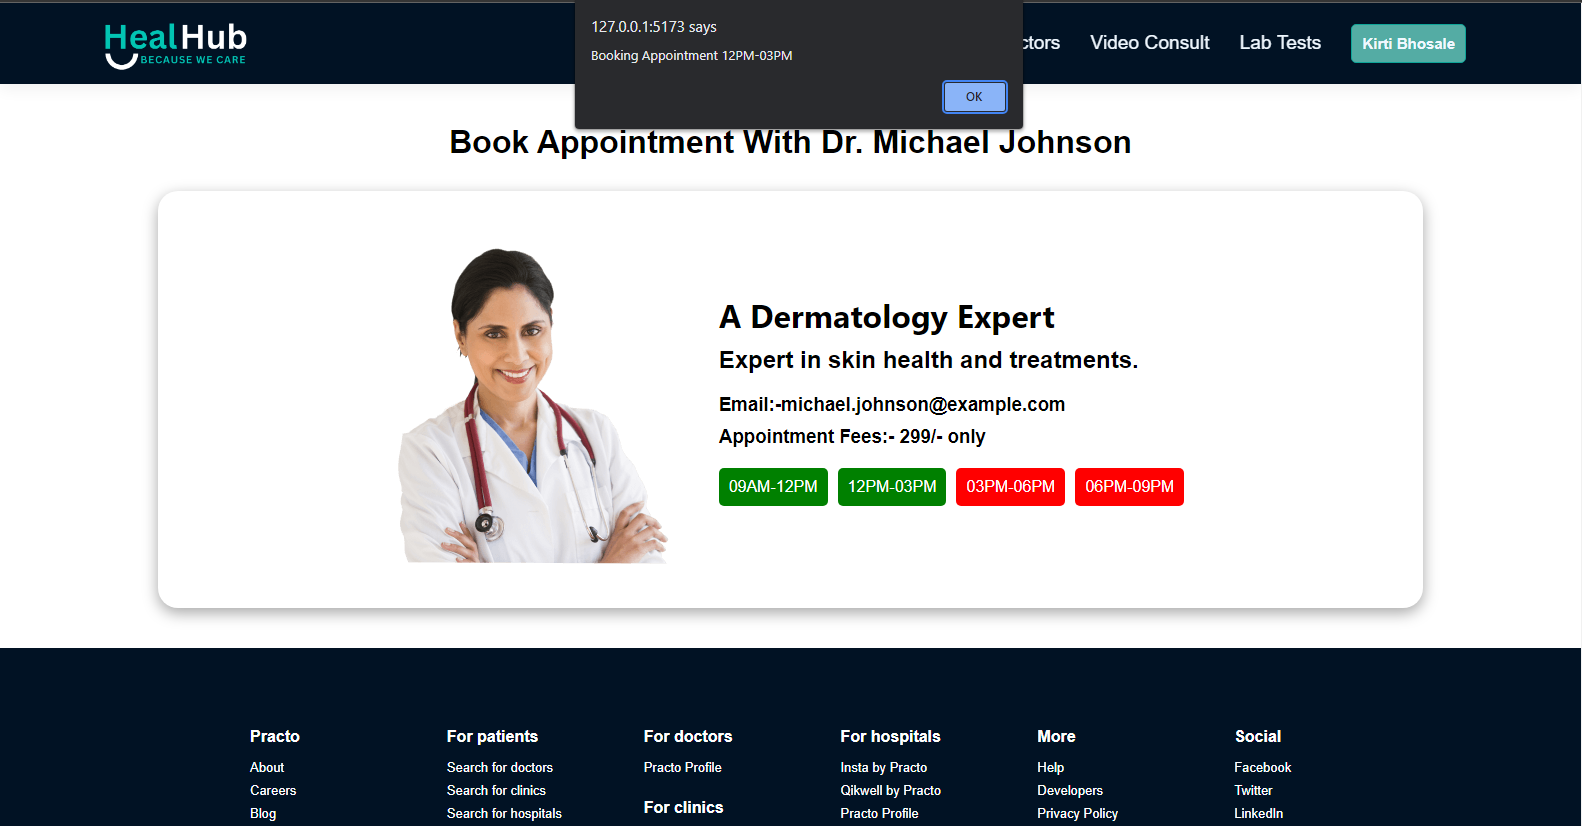 HealHub
BECAUSE WE CARE
127.0.0.1:5173 says
Booking Appointment 12PM-03PM
OK
ctors
Video Consult
Lab Tests
Kirti Bhosale
Book Appointment With Dr. Michael Johnson
A Dermatology Expert
Expert in skin health and treatments.
Email:-michael.johnson@example.com
Appointment Fees:- 299/- only
09AM-12PM
12PM-03PM
03PM-06PM
06PM-09PM
Practo
About
Careers
Blog
For patients
Search for doctors
Search for clinics
Search for hospitals
For doctors
Practo Profile
For clinics
For hospitals
Insta by Practo
Qikwell by Practo
Practo Profile
More
Help
Developers
Privacy Policy
Social
Facebook
Twitter
LinkedIn